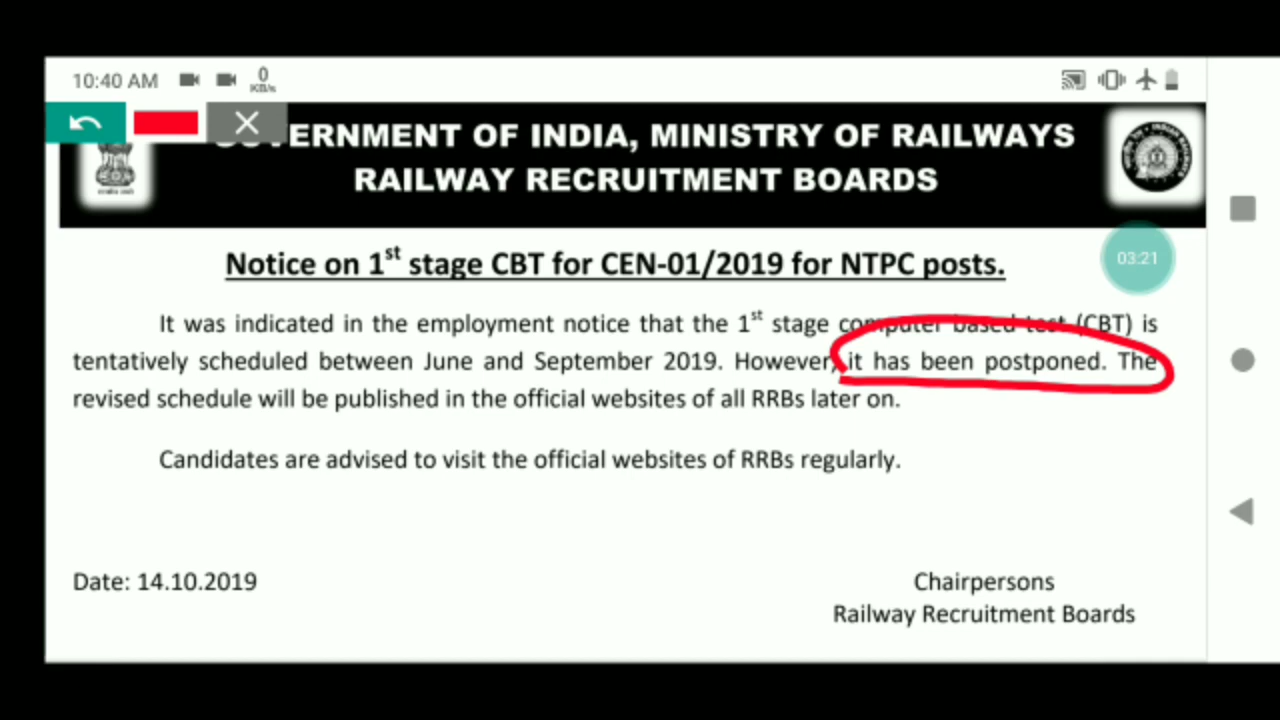 10:40 AM
0
KB/s
GOVERNMENT OF INDIA, MINISTRY OF RAILWAYS
RAILWAY RECRUITMENT BOARDS
Notice on 1st stage CBT for CEN-01/2019 for NTPC posts.
03:21
It was indicated in the employment notice that the 1st stage computer based test (CBT) is
tentatively scheduled between June and September 2019. However, it has been postponed. The
revised schedule will be published in the official websites of all RRBs later on.
Candidates are advised to visit the official websites of RRBs regularly.
Date: 14.10.2019
Chairpersons
Railway Recruitment Boards